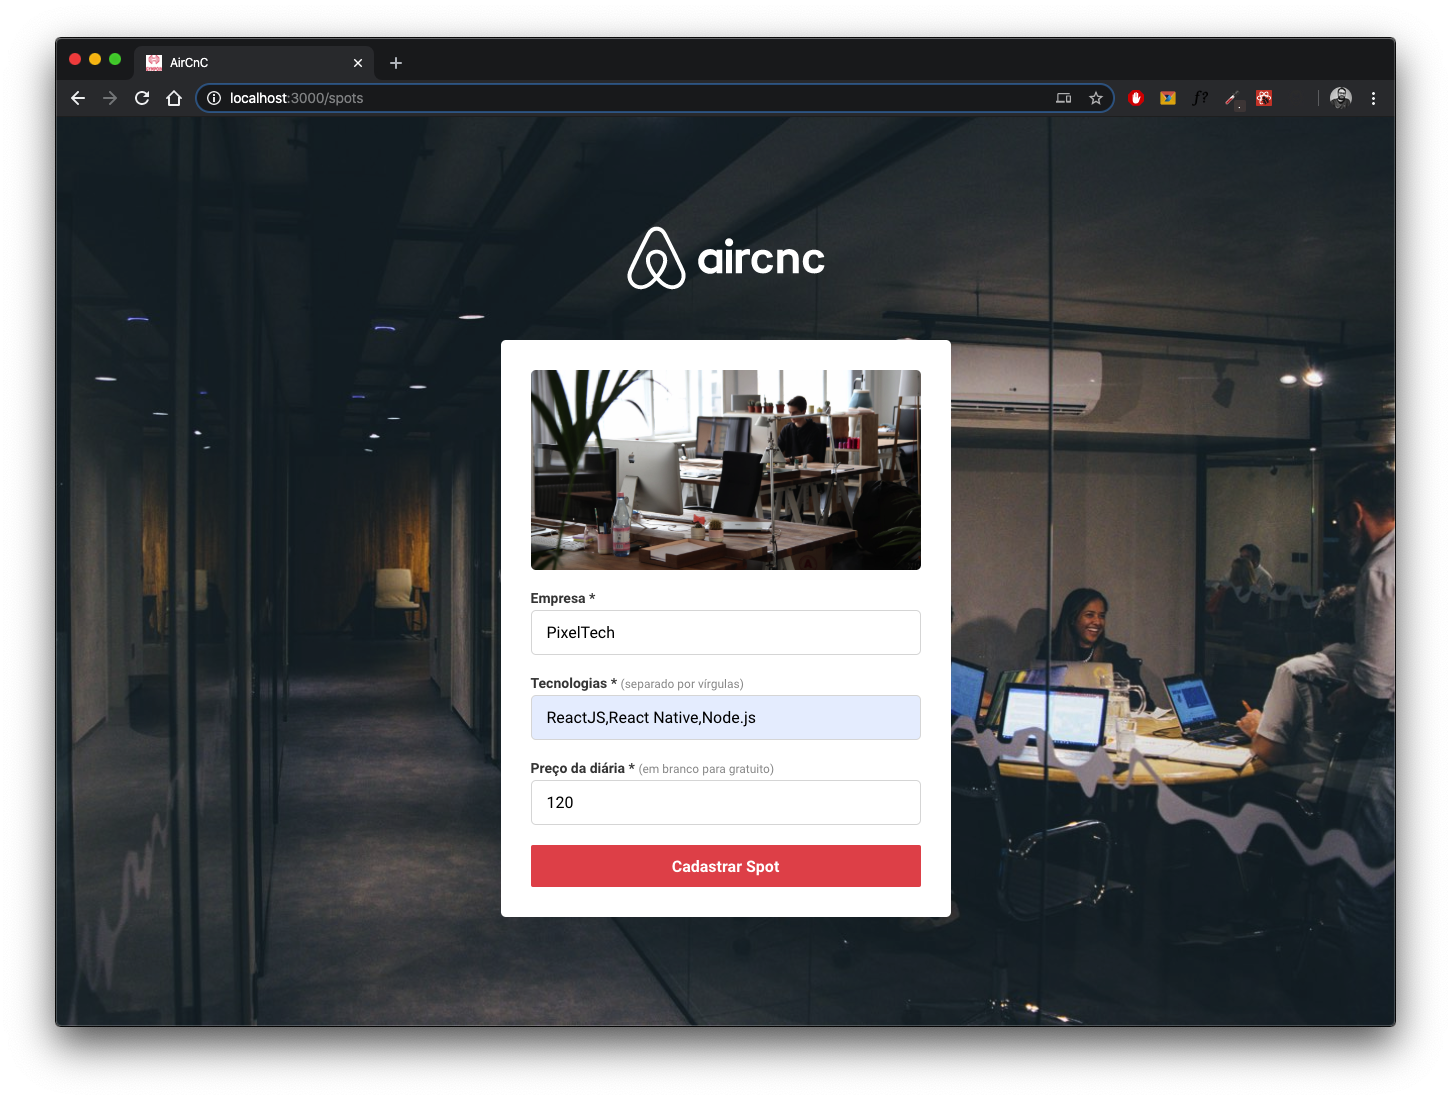 AirCnC
localhost:3000/spots
f?
aircnc
Empresa *
PixelTech
Tecnologias * (separado por vírgulas)
ReactJS,React Native,Node.js
Preço da diária * (em branco para gratuito)
120
Cadastrar Spot